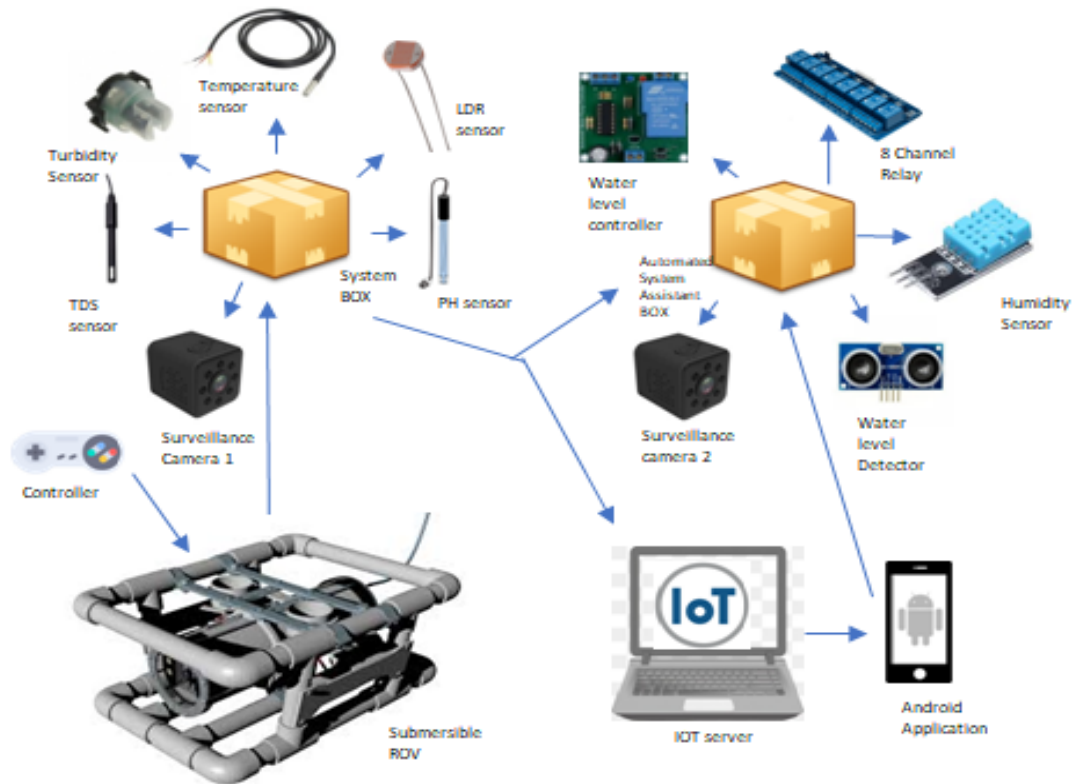 Temperature
sensor
LDR
sensor
Turbidity
Sensor
8 Channel
Relay
Water
level
controller
System
BOX
PH sensor
TDS
sensor
Automated
System
Assistant
BOX
Humidity
Sensor
Surveillance
Camera 1
Surveillance
camera 2
Water
level
Detector
Controller
IoT
Submersible
ROV
IOT server
Android
Application